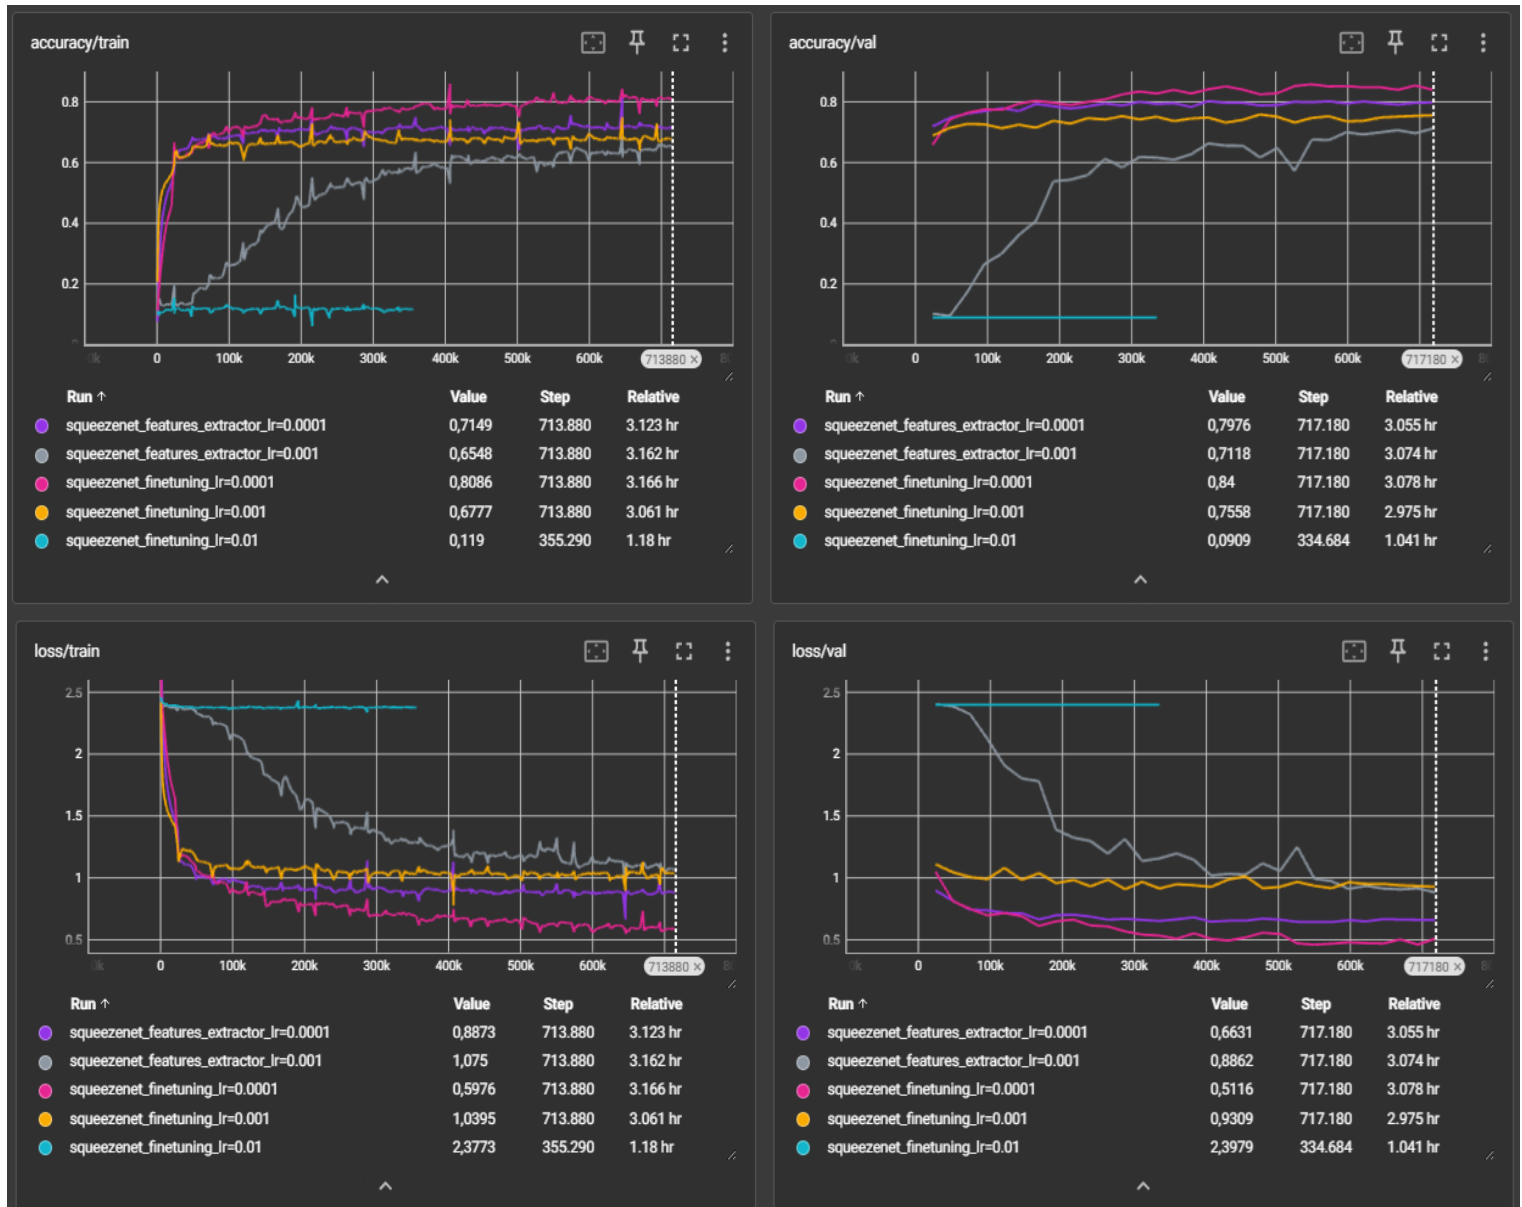 accuracy/train
0.8
0.6
0.4
0.2
0 100k 200k 300k 400k 500k 600k 713880 ×
Run ↑ Value Step Relative
squeezenet_features_extractor_lr=0.0001 0,7149 713.880 3.123 hr
squeezenet_features_extractor_lr=0.001 0,6548 713.880 3.162 hr
squeezenet_finetuning_lr=0.0001 0,8086 713.880 3.166 hr
squeezenet_finetuning_lr=0.001 0,6777 713.880 3.061 hr
squeezenet_finetuning_lr=0.01 0,119 355.290 1.18 hr
accuracy/val
0.8
0.6
0.4
0.2
0 100k 200k 300k 400k 500k 600k 717180 ×
Run ↑ Value Step Relative
squeezenet_features_extractor_lr=0.0001 0,7976 717.180 3.055 hr
squeezenet_features_extractor_lr=0.001 0,7118 717.180 3.074 hr
squeezenet_finetuning_lr=0.0001 0,84 717.180 3.078 hr
squeezenet_finetuning_lr=0.001 0,7558 717.180 2.975 hr
squeezenet_finetuning_lr=0.01 0,0909 334.684 1.041 hr
loss/train
2.5
2
1.5
1
0.5
0 100k 200k 300k 400k 500k 600k 713880 ×
Run ↑ Value Step Relative
squeezenet_features_extractor_lr=0.0001 0,8873 713.880 3.123 hr
squeezenet_features_extractor_lr=0.001 1,075 713.880 3.162 hr
squeezenet_finetuning_lr=0.0001 0,5976 713.880 3.166 hr
squeezenet_finetuning_lr=0.001 1,0395 713.880 3.061 hr
squeezenet_finetuning_lr=0.01 2,3773 355.290 1.18 hr
loss/val
2.5
2
1.5
1
0.5
0 100k 200k 300k 400k 500k 600k 717180 ×
Run ↑ Value Step Relative
squeezenet_features_extractor_lr=0.0001 0,6631 717.180 3.055 hr
squeezenet_features_extractor_lr=0.001 0,8862 717.180 3.074 hr
squeezenet_finetuning_lr=0.0001 0,5116 717.180 3.078 hr
squeezenet_finetuning_lr=0.001 0,9309 717.180 2.975 hr
squeezenet_finetuning_lr=0.01 2,3979 334.684 1.041 hr